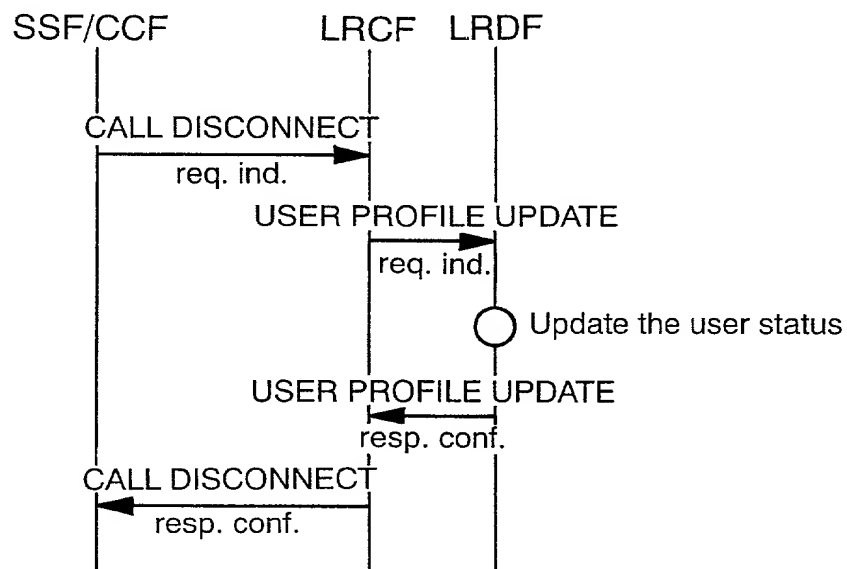 SSF/CCF LRCF LRDF
CALL DISCONNECT
req. ind.
USER PROFILE UPDATE
req. ind.
Update the user status
USER PROFILE UPDATE
resp. conf.
CALL DISCONNECT
resp. conf.